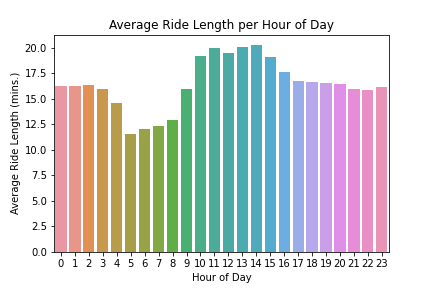 Average Ride Length per Hour of Day
Average Ride Length (mins.)
20.0
17.5
15.0
12.5
10.0
7.5
5.0
2.5
0.0
0 1 2 3 4 5 6 7 8 9 10 11 12 13 14 15 16 17 18 19 20 21 22 23
Hour of Day